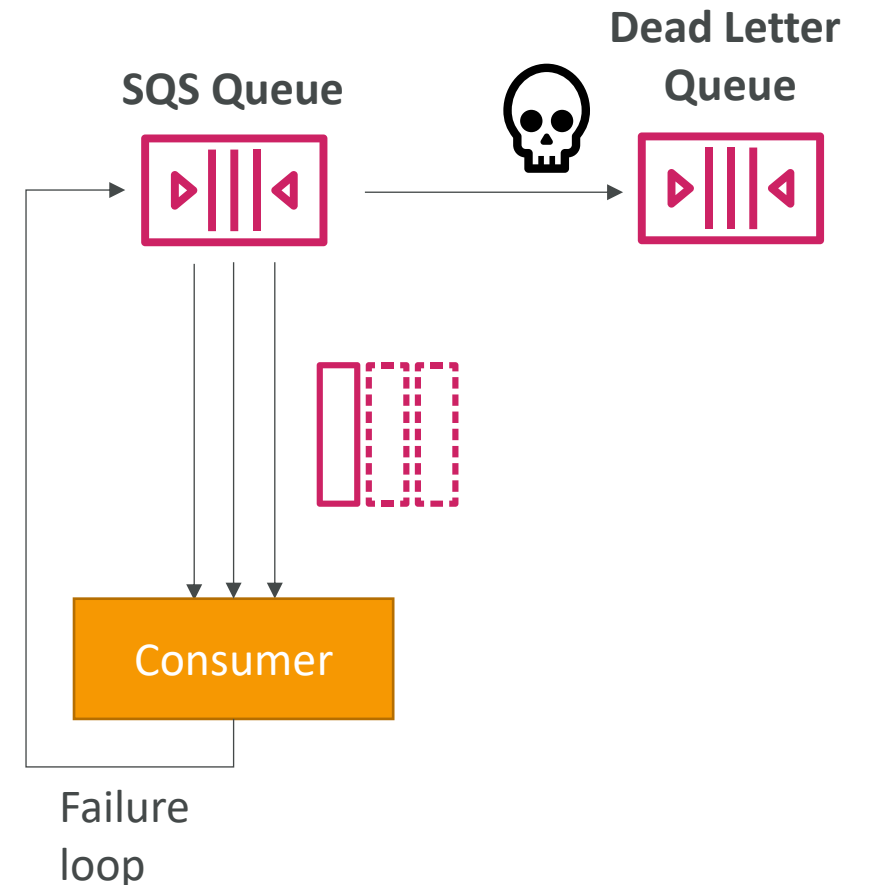 SQS Queue
Dead Letter
Queue
Consumer
Failure
loop